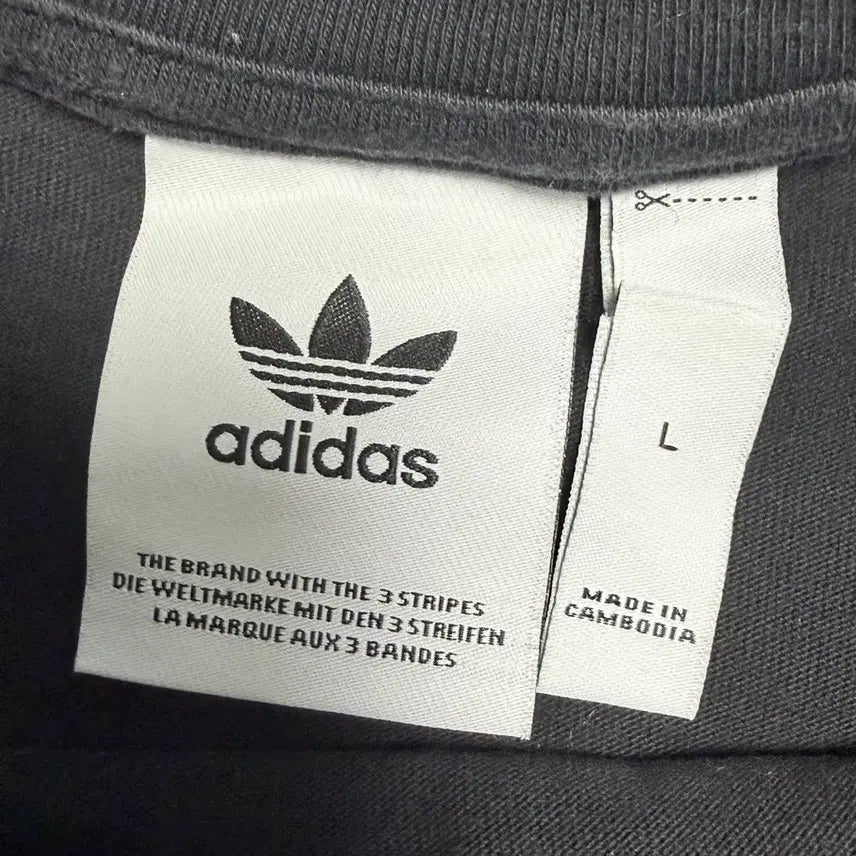 adidas
THE BRAND WITH THE 3 STRIPES
DIE WELTMARKE MIT DEN 3 STREIFEN
LA MARQUE AUX 3 BANDES
L
MADE IN
CAMBODIA